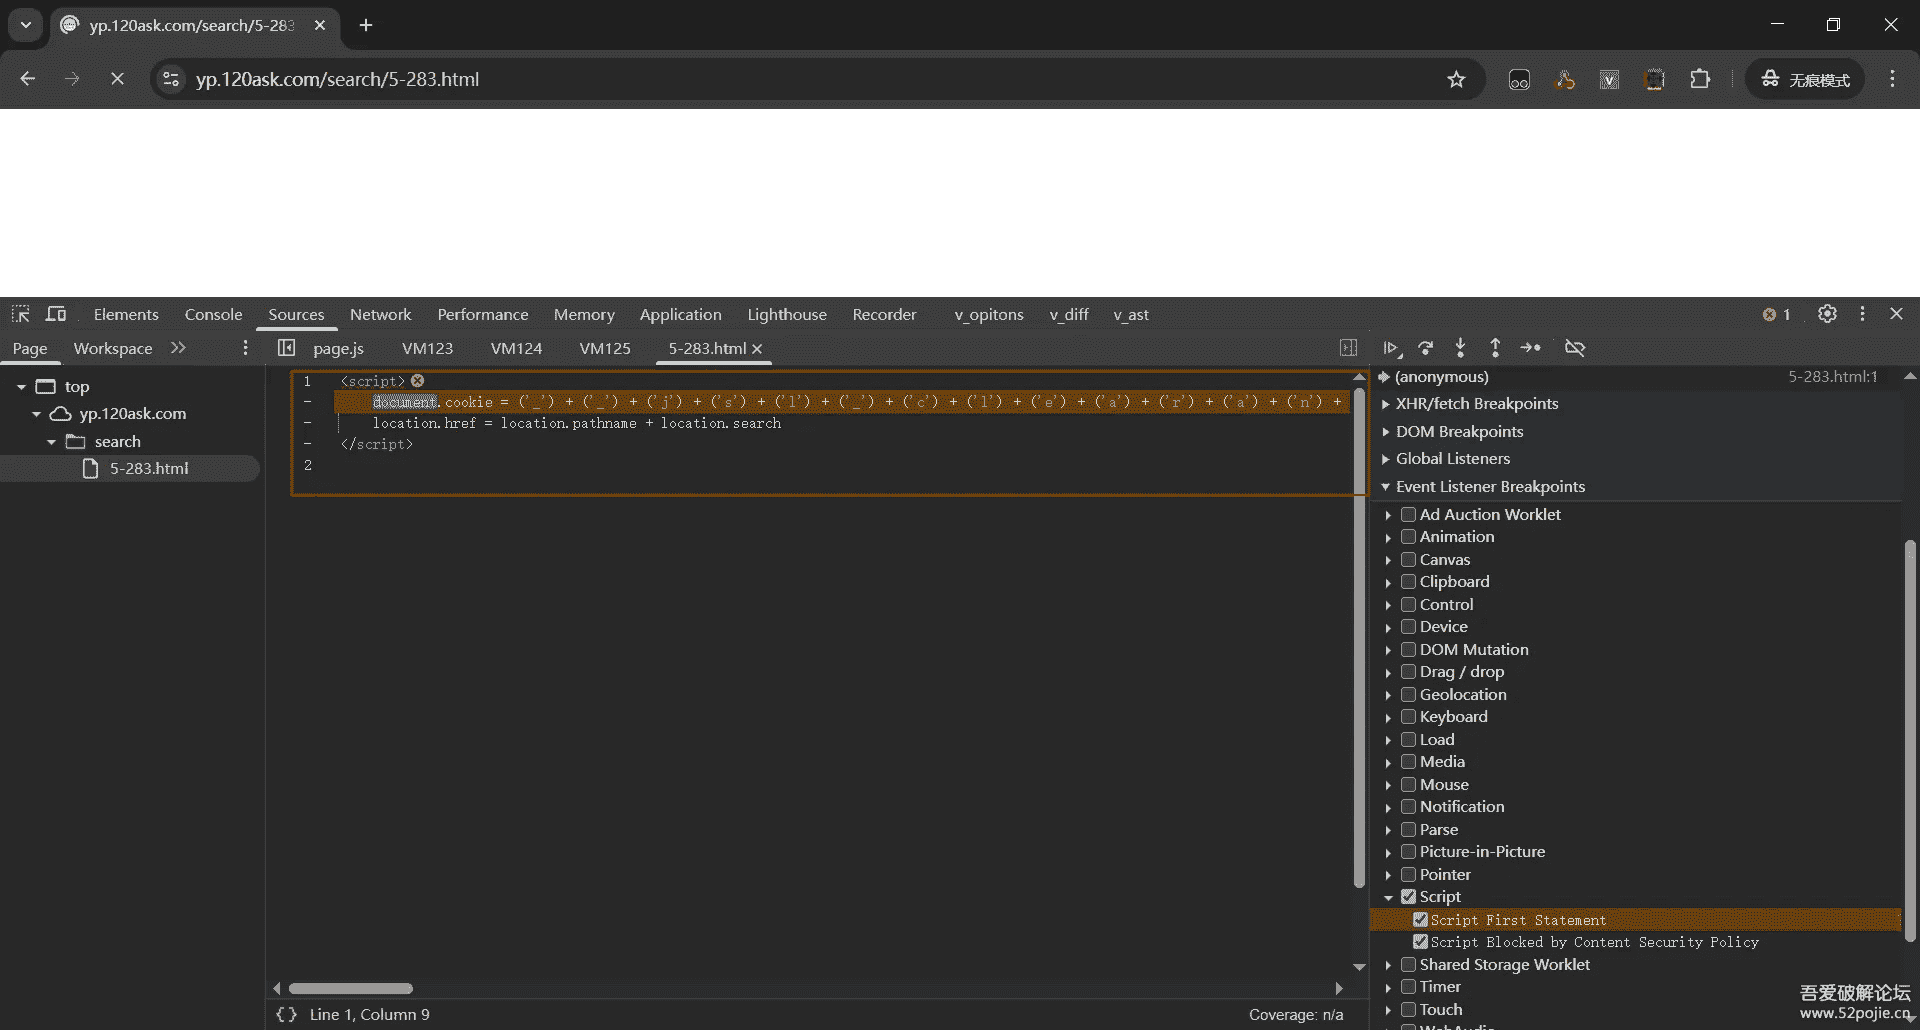 yp.120ask.com/search/5-283
yp.120ask.com/search/5-283.html
无痕模式
Elements Console Sources Network Performance Memory Application Lighthouse Recorder v_opitons v_diff v_ast 1
Page Workspace page.js VM123 VM124 VM125 5-283.html
top
yp.120ask.com
search
5-283.html
1 <script>
- document.cookie = ('_') + ('_') + ('j') + ('s') + ('l') + ('_') + ('c') + ('l') + ('e') + ('a') + ('r') + ('a') + ('n') +
- location.href = location.pathname + location.search
- </script>
2
{} Line 1, Column 9 Coverage: n/a
(anonymous) 5-283.html:1
XHR/fetch Breakpoints
DOM Breakpoints
Global Listeners
Event Listener Breakpoints
Ad Auction Worklet
Animation
Canvas
Clipboard
Control
Device
DOM Mutation
Drag / drop
Geolocation
Keyboard
Load
Media
Mouse
Notification
Parse
Picture-in-Picture
Pointer
Script
Script First Statement
Script Blocked by Content Security Policy
Shared Storage Worklet
Timer
Touch
WebAudio
吾爱破解论坛
www.52pojie.cn